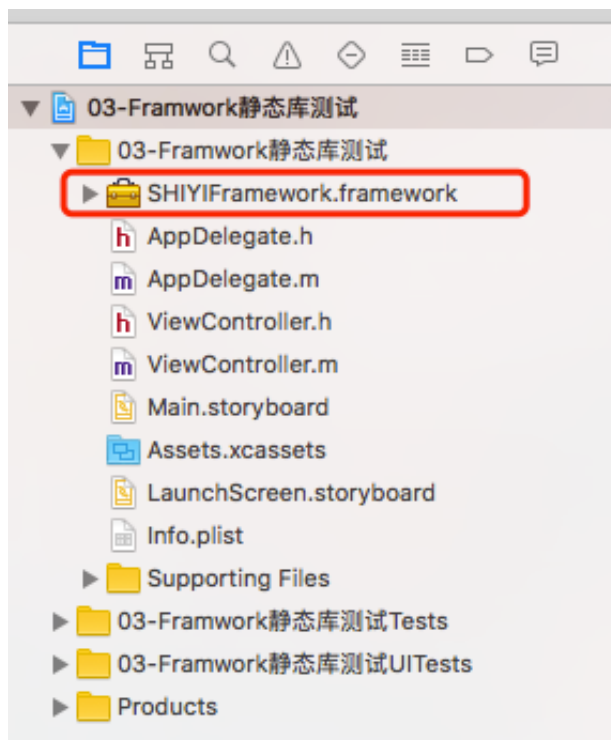 03-Framwork静态库测试
03-Framwork静态库测试
SHIYIFramework.framework
h AppDelegate.h
m AppDelegate.m
h ViewController.h
m ViewController.m
Main.storyboard
Assets.xcassets
LaunchScreen.storyboard
Info.plist
Supporting Files
03-Framwork静态库测试Tests
03-Framwork静态库测试UITests
Products